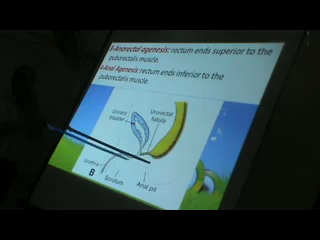 3-Anorectal agenesis: rectum ends superior to the
puborectalis muscle.
4-Anal Agenesis: rectum ends inferior to the
puborectalis muscle.
Urinary
bladder
Urorectal
fistula
Urethra
Scrotum
Anal pit
B